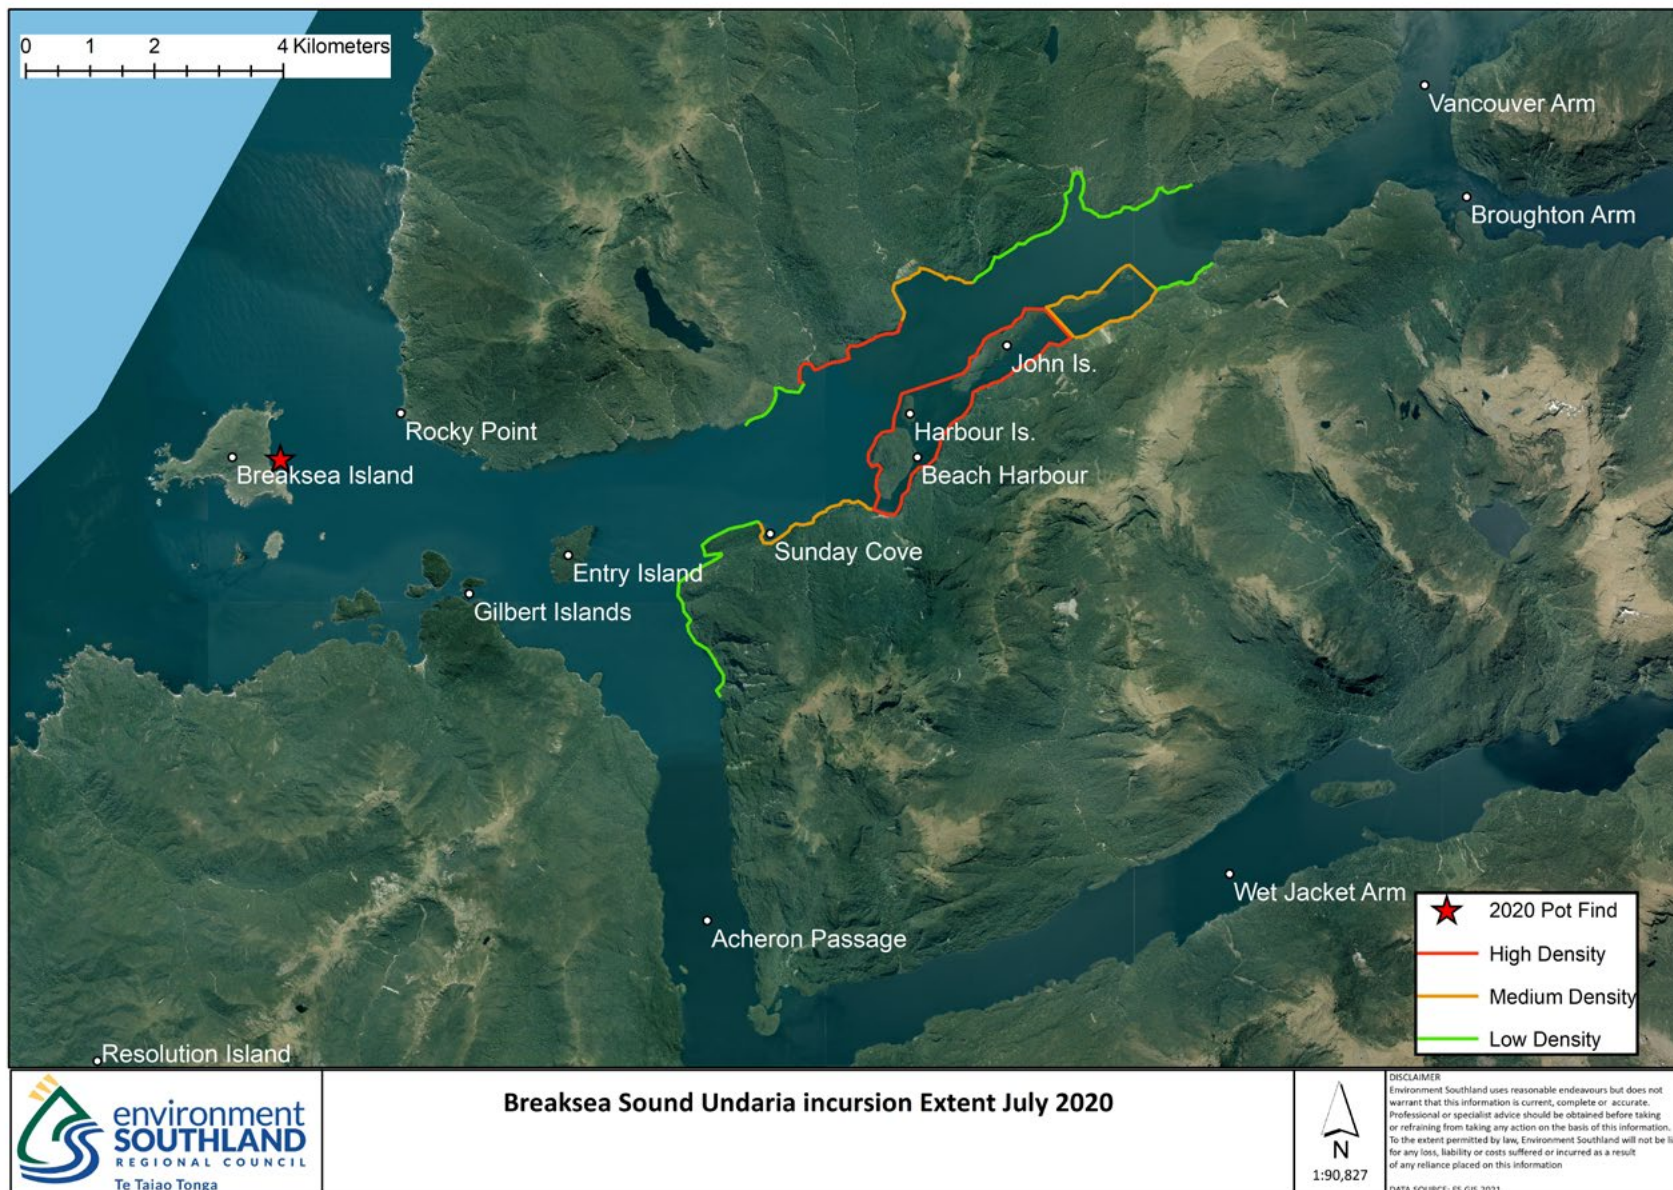 0 1 2 4 Kilometers
Vancouver Arm
Broughton Arm
John Is.
Rocky Point
Harbour Is.
Breaksea Island
Beach Harbour
Sunday Cove
Entry Island
Gilbert Islands
Wet Jacket Arm
Acheron Passage
Resolution Island
2020 Pot Find
High Density
Medium Density
Low Density
environment
SOUTHLAND
REGIONAL COUNCIL
Te Taiao Tonga
Breaksea Sound Undaria incursion Extent July 2020
N
1:90,827
DISCLAIMER
Environment Southland uses reasonable endeavours but does not
warrant that this information is current, complete or accurate.
Professional or specialist advice should be obtained before taking
or refraining from taking any action on the basis of this information.
To the extent permitted by law, Environment Southland will not be li
for any loss, liability or costs suffered or incurred as a result
of any reliance placed on this information
DATA SOURCE: ES GIS 2021